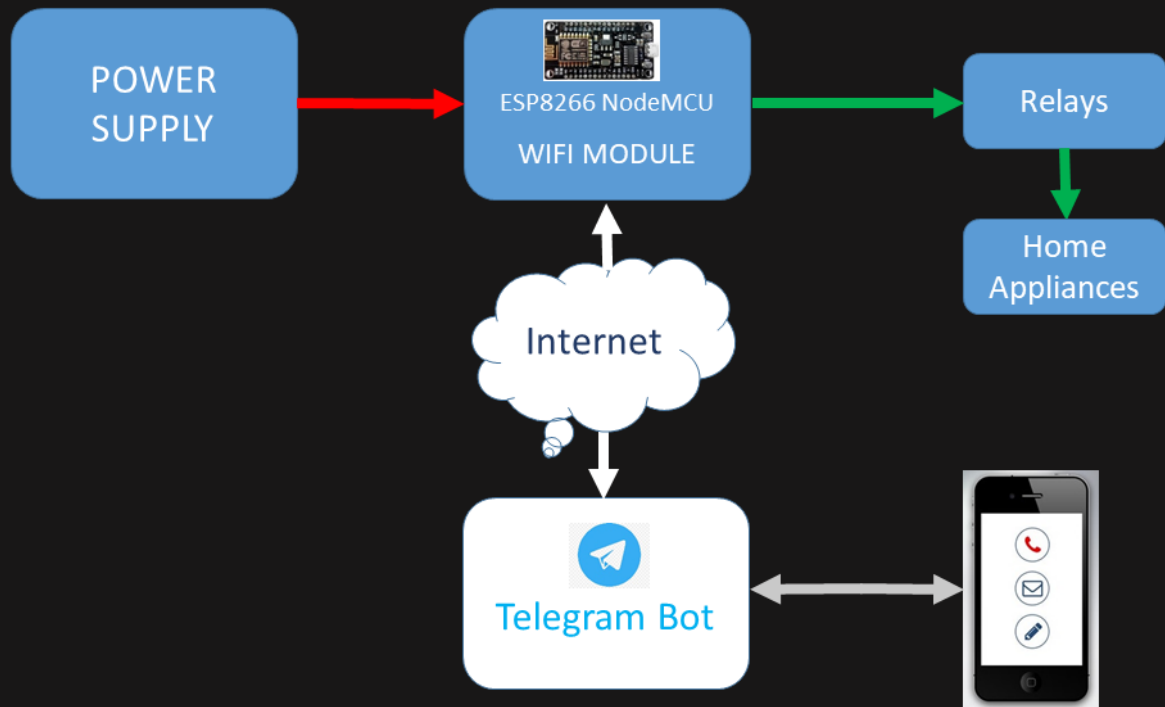 POWER
SUPPLY
ESP8266 NodeMCU
WIFI MODULE
Relays
Home
Appliances
Internet
Telegram Bot